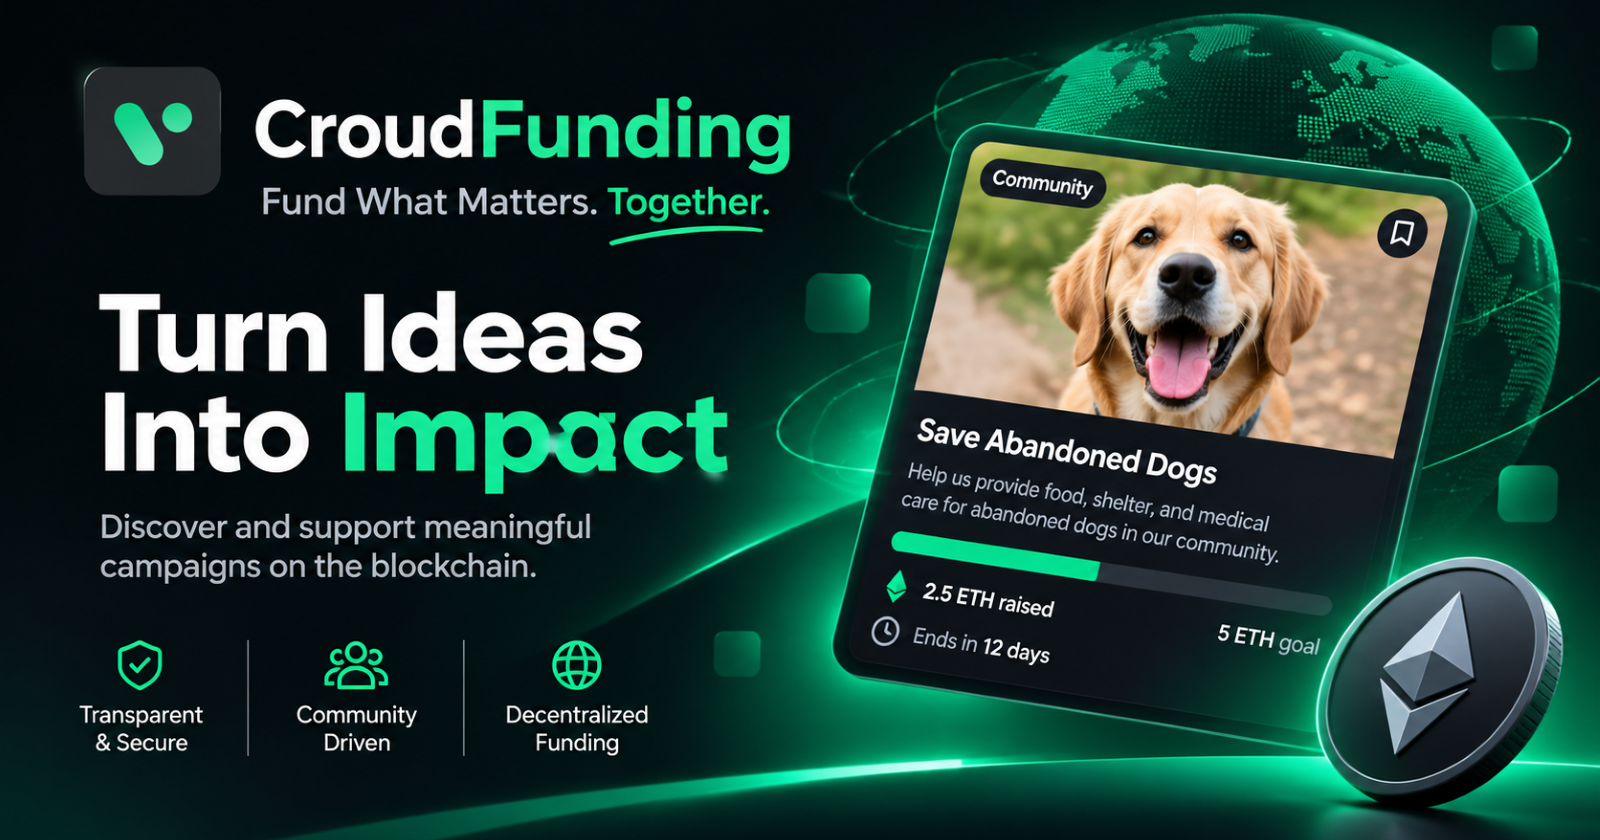 CroudFunding
Fund What Matters. Together.
Turn Ideas
Into Impact
Discover and support meaningful
campaigns on the blockchain.
Transparent
& Secure
Community
Driven
Decentralized
Funding
Community
Save Abandoned Dogs
Help us provide food, shelter, and medical
care for abandoned dogs in our community.
2.5 ETH raised
5 ETH goal
Ends in 12 days